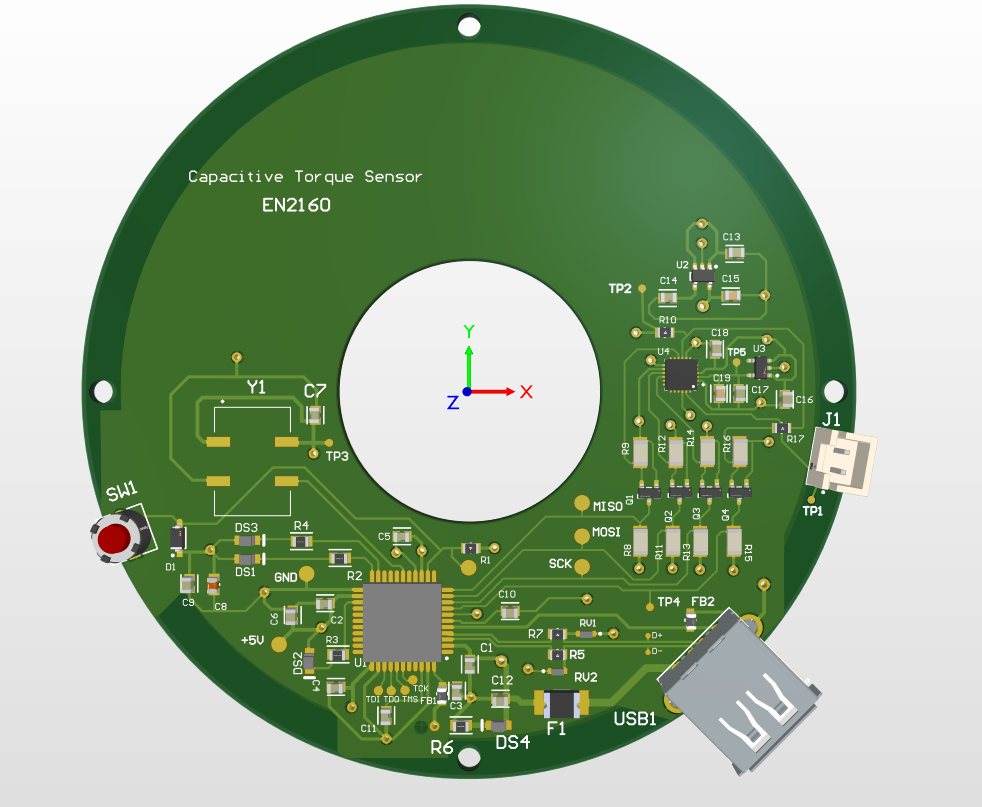 Capacitive Torque Sensor
EN2160
C13
U2
C14
C15
TP2
R10
C18
U4
TP5
U3
C19
C17
C16
Y1
C7
Y
X
Z
J1
R17
TP3
R9
R12
R14
R16
SW1
Q1
Q2
Q3
Q4
TP1
MISO
MOSI
SCK
DS3
R4
C5
D1
DS1
R2
R1
R8
R11
R13
R15
GND
C9
C8
C6
C2
C10
TP4
FB2
+5V
R3
R7
RV1
D+
D-
DS2
U1
C1
R5
RV2
C4
TDI
TDO
TMS
TCK
FB1
C3
C12
C11
R6
DS4
F1
USB1